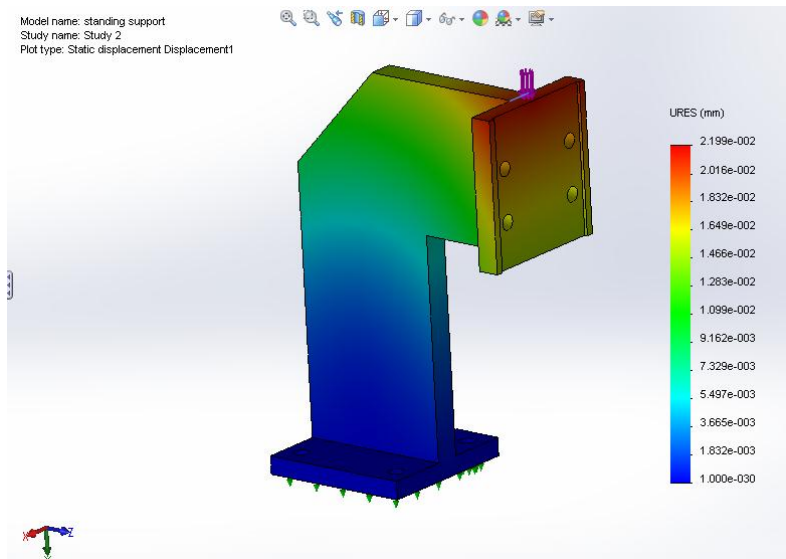 Model name: standing support
Study name: Study 2
Plot type: Static displacement Displacement1
URES (mm)
2.199e-002
2.016e-002
1.832e-002
1.649e-002
1.466e-002
1.283e-002
1.099e-002
9.162e-003
7.329e-003
5.497e-003
3.665e-003
1.832e-003
1.000e-030
X
Z